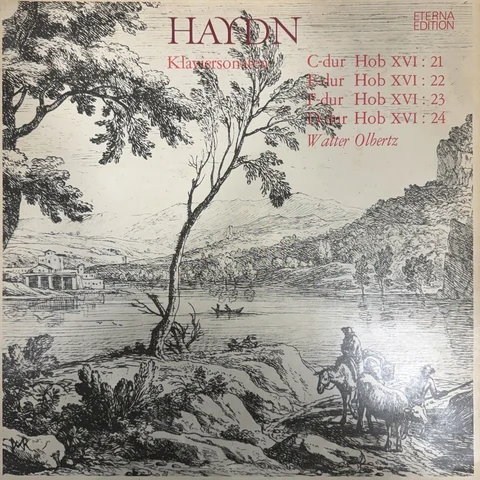 HAYDN
ETERNA
EDITION
Klaviersonaten
C-dur Hob XVI : 21
E-dur Hob XVI : 22
F-dur Hob XVI : 23
D-dur Hob XVI : 24
Walter Olbertz